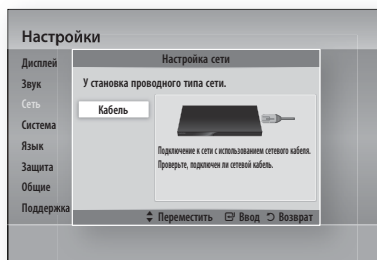 Настройки
Дисплей
Звук
Сеть
Система
Язык
Защита
Общие
Поддержка
Настройка сети
У становка проводного типа сети.
Кабель
Подключение к сети с использованием сетевого кабеля.
Проверьте, подключен ли сетевой кабель.
Переместить Ввод Возврат